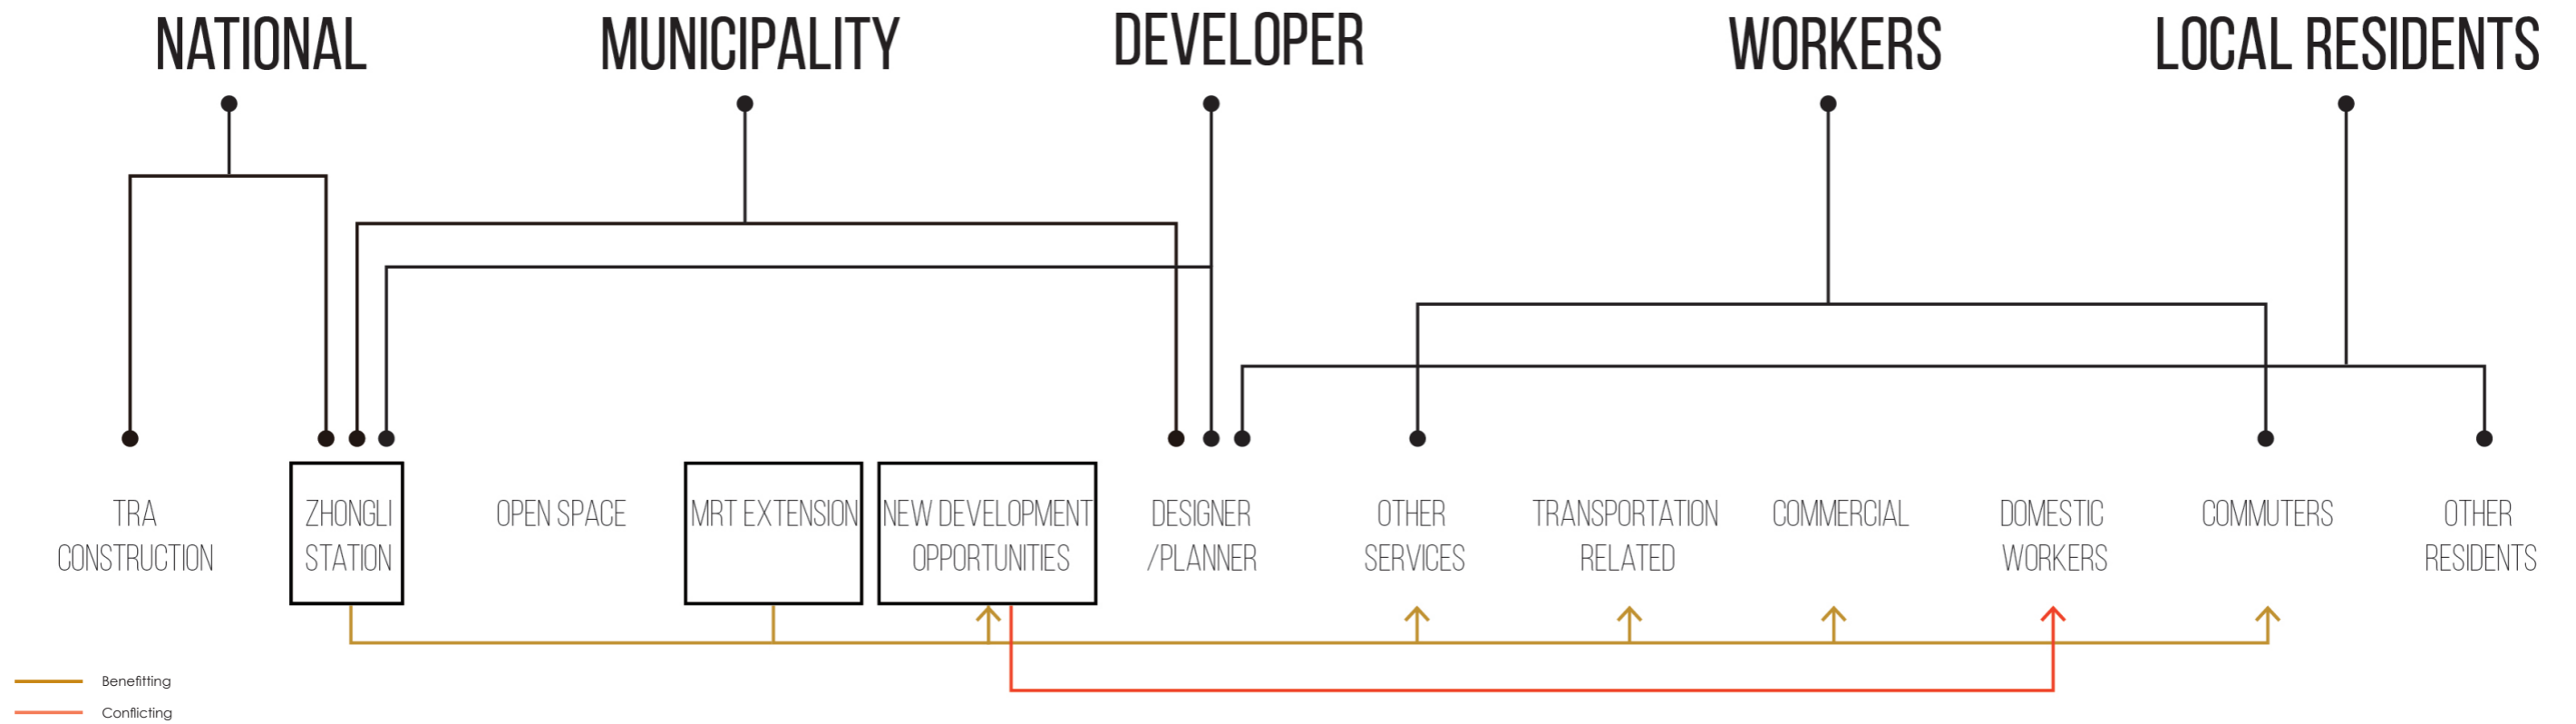 NATIONAL
MUNICIPALITY
DEVELOPER
WORKERS
LOCAL RESIDENTS
TRA
CONSTRUCTION
ZHONGLI
STATION
OPEN SPACE
MRT EXTENSION
NEW DEVELOPMENT
OPPORTUNITIES
DESIGNER
/PLANNER
OTHER
SERVICES
TRANSPORTATION
RELATED
COMMERCIAL
DOMESTIC
WORKERS
COMMUTERS
OTHER
RESIDENTS
Benefitting
Conflicting